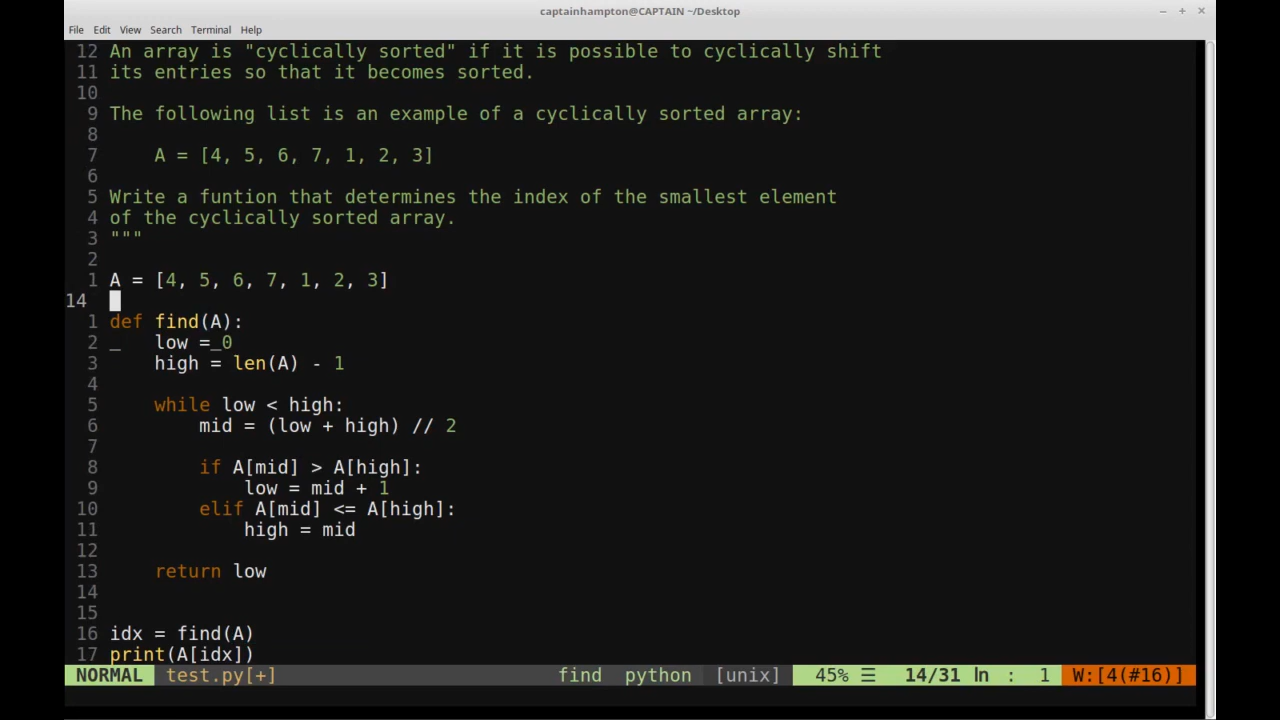 captainhampton@CAPTAIN ~/Desktop
File Edit View Search Terminal Help
12 An array is "cyclically sorted" if it is possible to cyclically shift
11 its entries so that it becomes sorted.
10
9 The following list is an example of a cyclically sorted array:
8
7     A = [4, 5, 6, 7, 1, 2, 3]
6
5 Write a funtion that determines the index of the smallest element
4 of the cyclically sorted array.
3 """
2
1 A = [4, 5, 6, 7, 1, 2, 3]
14
1 def find(A):
2 _   low =_0
3     high = len(A) - 1
4
5     while low < high:
6         mid = (low + high) // 2
7
8         if A[mid] > A[high]:
9             low = mid + 1
10         elif A[mid] <= A[high]:
11             high = mid
12
13     return low
14
15
16 idx = find(A)
17 print(A[idx])
NORMAL test.py[+] find python [unix] 45% ☰ 14/31 ln : 1 W:[4(#16)]